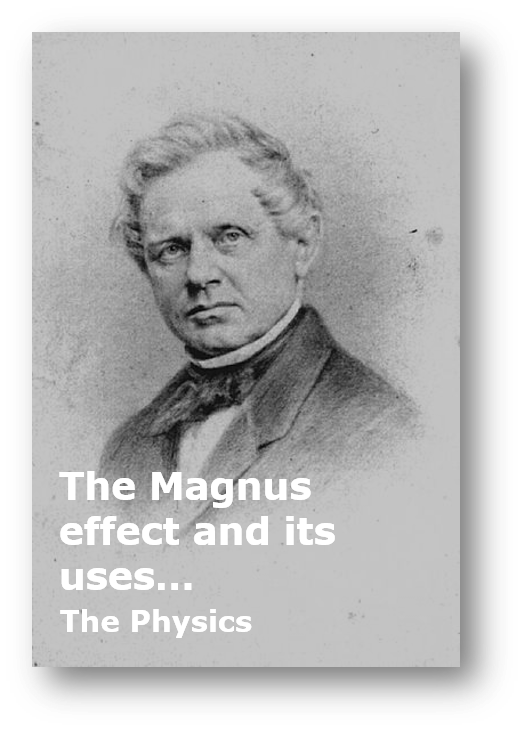 The Magnus
effect and its
uses...
The Physics